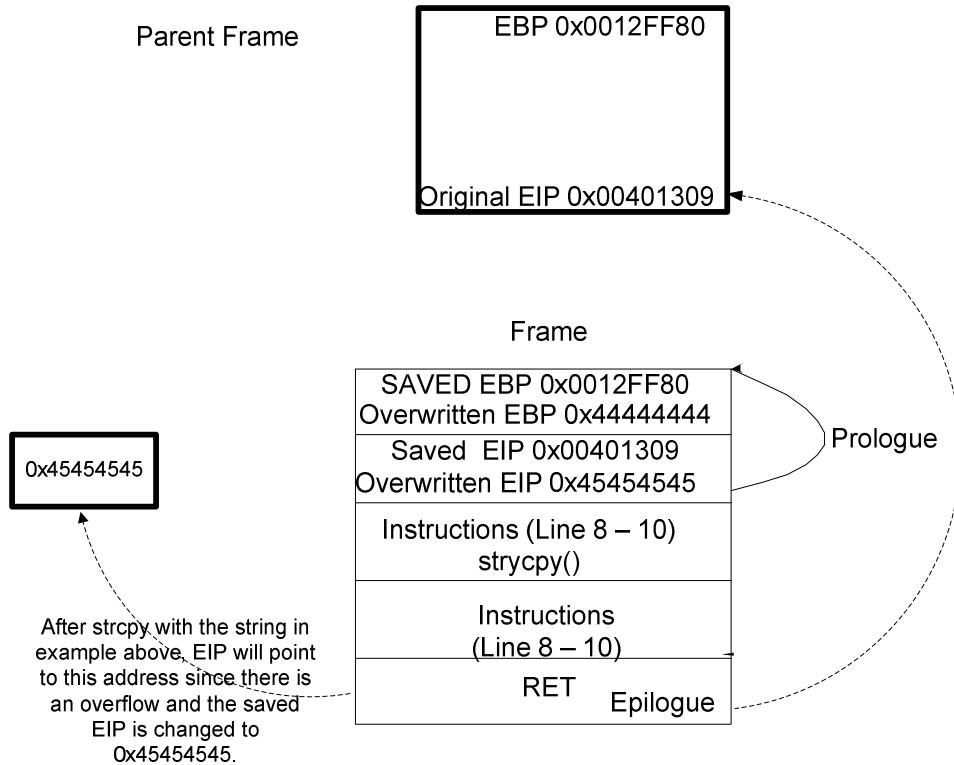 Parent Frame
EBP 0x0012FF80
Original EIP 0x00401309
Frame
SAVED EBP 0x0012FF80
Overwritten EBP 0x44444444
Saved EIP 0x00401309
Overwritten EIP 0x45454545
Prologue
0x45454545
Instructions (Line 8 – 10)
strycpy()
Instructions
(Line 8 – 10)
RET
Epilogue
After strcpy with the string in
example above, EIP will point
to this address since there is
an overflow and the saved
EIP is changed to
0x45454545.